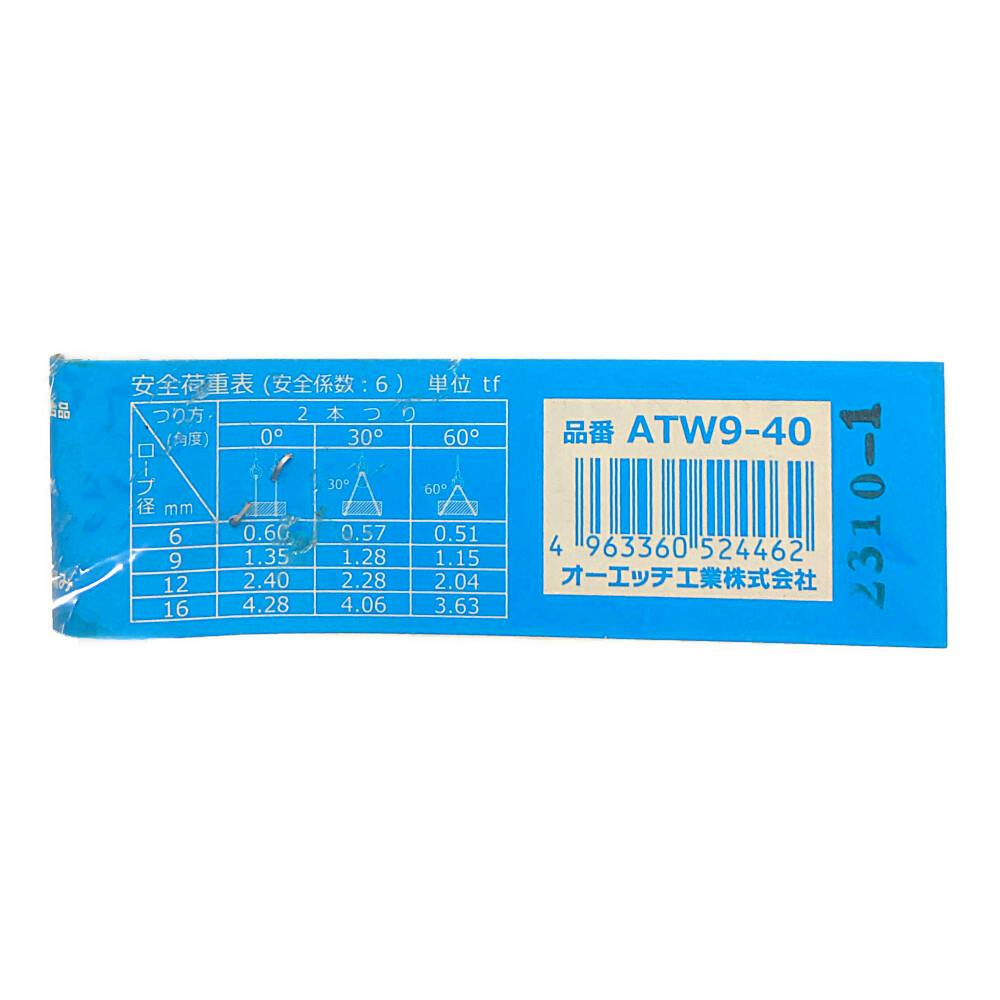 安全荷重表 (安全係数：6 ) 単位 tf
つり方・(角度) 2本つり
ロープ径 mm 0° 30° 60°
30° 60°
6 0.60 0.57 0.51
9 1.35 1.28 1.15
12 2.40 2.28 2.04
16 4.28 4.06 3.63
品番 ATW9-40
4 963360 524462
オーエッチ工業株式会社
2310-1